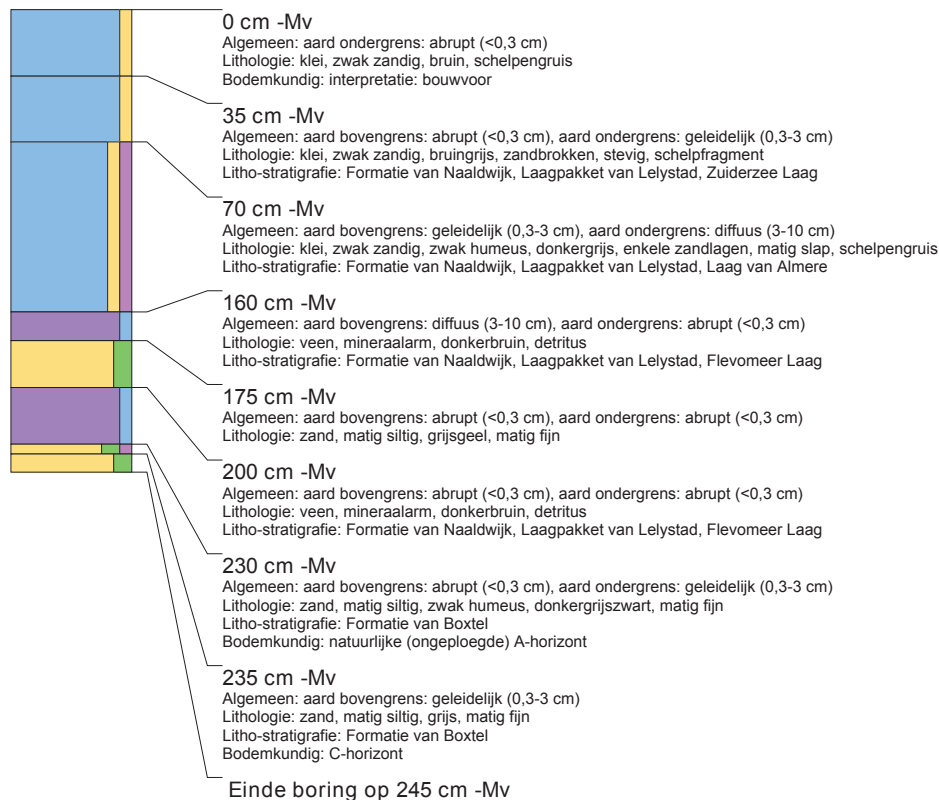 0 cm -Mv
Algemeen: aard ondergrens: abrupt (<0,3 cm)
Lithologie: klei, zwak zandig, bruin, schelpengruis
Bodemkundig: interpretatie: bouwvoor
35 cm -Mv
Algemeen: aard bovengrens: abrupt (<0,3 cm), aard ondergrens: geleidelijk (0,3-3 cm)
Lithologie: klei, zwak zandig, bruingrijs, zandbrokken, stevig, schelpfragment
Litho-stratigrafie: Formatie van Naaldwijk, Laagpakket van Lelystad, Zuiderzee Laag
70 cm -Mv
Algemeen: aard bovengrens: geleidelijk (0,3-3 cm), aard ondergrens: diffuus (3-10 cm)
Lithologie: klei, zwak zandig, zwak humeus, donkergrijs, enkele zandlagen, matig slap, schelpengruis
Litho-stratigrafie: Formatie van Naaldwijk, Laagpakket van Lelystad, Laag van Almere
160 cm -Mv
Algemeen: aard bovengrens: diffuus (3-10 cm), aard ondergrens: abrupt (<0,3 cm)
Lithologie: veen, mineraalarm, donkerbruin, detritus
Litho-stratigrafie: Formatie van Naaldwijk, Laagpakket van Lelystad, Flevomeer Laag
175 cm -Mv
Algemeen: aard bovengrens: abrupt (<0,3 cm), aard ondergrens: abrupt (<0,3 cm)
Lithologie: zand, matig siltig, grijsgeel, matig fijn
200 cm -Mv
Algemeen: aard bovengrens: abrupt (<0,3 cm), aard ondergrens: abrupt (<0,3 cm)
Lithologie: veen, mineraalarm, donkerbruin, detritus
Litho-stratigrafie: Formatie van Naaldwijk, Laagpakket van Lelystad, Flevomeer Laag
230 cm -Mv
Algemeen: aard bovengrens: abrupt (<0,3 cm), aard ondergrens: geleidelijk (0,3-3 cm)
Lithologie: zand, matig siltig, zwak humeus, donkergrijszwart, matig fijn
Litho-stratigrafie: Formatie van Boxtel
Bodemkundig: natuurlijke (ongeploegde) A-horizont
235 cm -Mv
Algemeen: aard bovengrens: geleidelijk (0,3-3 cm)
Lithologie: zand, matig siltig, grijs, matig fijn
Litho-stratigrafie: Formatie van Boxtel
Bodemkundig: C-horizont
Einde boring op 245 cm -Mv